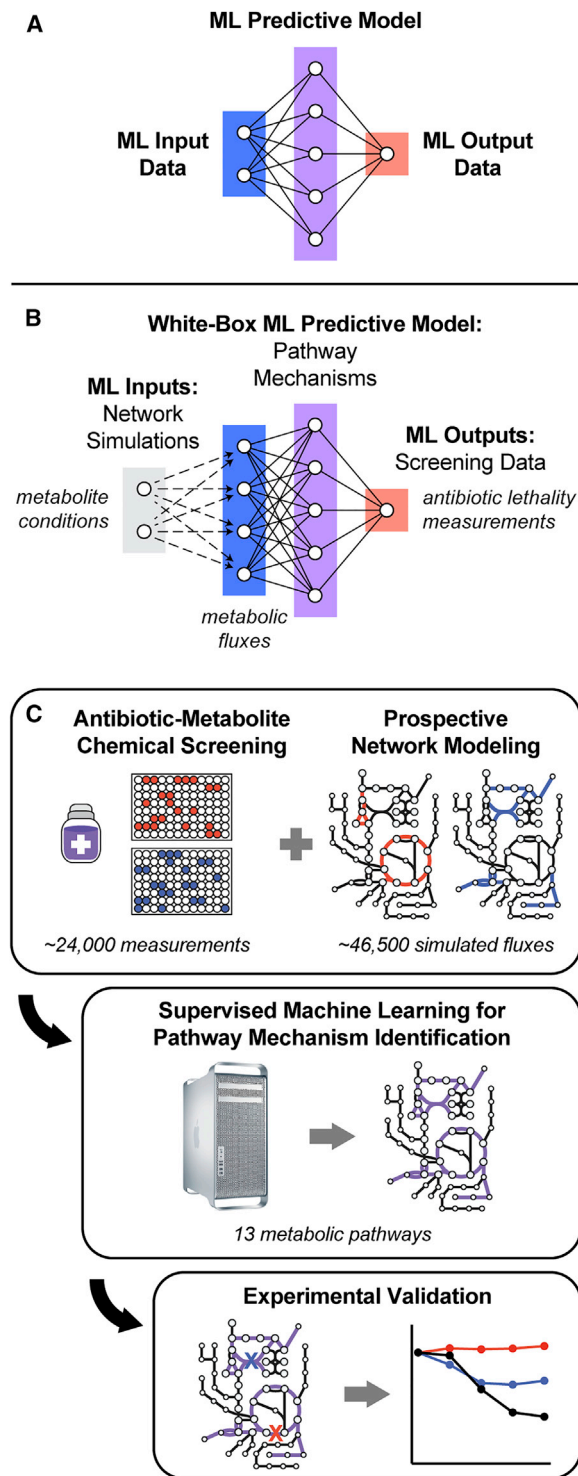 A
ML Predictive Model
ML Input
Data
ML Output
Data
B
White-Box ML Predictive Model:
Pathway
Mechanisms
ML Inputs:
Network
Simulations
ML Outputs:
Screening Data
metabolite
conditions
antibiotic lethality
measurements
metabolic
fluxes
C
Antibiotic-Metabolite
Chemical Screening
Prospective
Network Modeling
~24,000 measurements
~46,500 simulated fluxes
Supervised Machine Learning for
Pathway Mechanism Identification
13 metabolic pathways
Experimental Validation
X
X